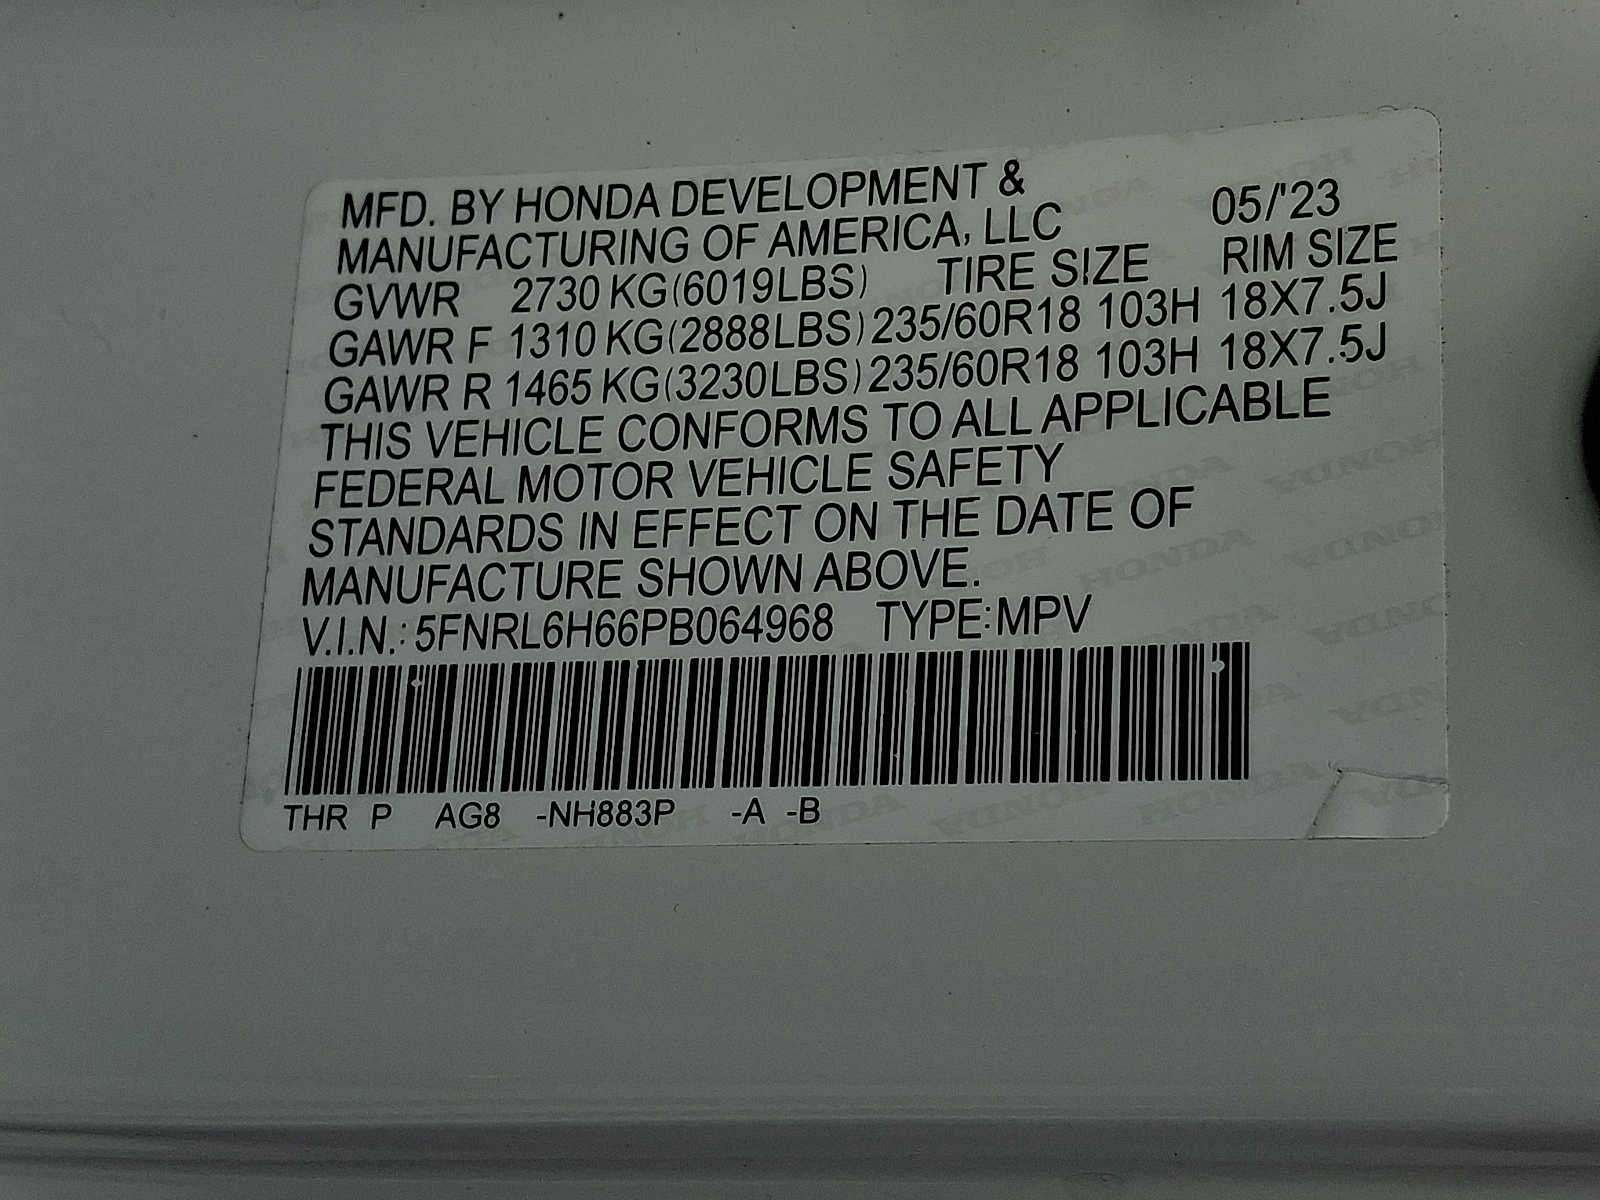 MFD. BY HONDA DEVELOPMENT &
MANUFACTURING OF AMERICA, LLC 05/'23
GVWR 2730 KG(6019LBS) TIRE SIZE RIM SIZE
GAWR F 1310 KG(2888LBS) 235/60R18 103H 18X7.5J
GAWR R 1465 KG(3230LBS) 235/60R18 103H 18X7.5J
THIS VEHICLE CONFORMS TO ALL APPLICABLE
FEDERAL MOTOR VEHICLE SAFETY
STANDARDS IN EFFECT ON THE DATE OF
MANUFACTURE SHOWN ABOVE.
V.I.N.: 5FNRL6H66PB064968 TYPE:MPV
THR P AG8 -NH883P -A -B